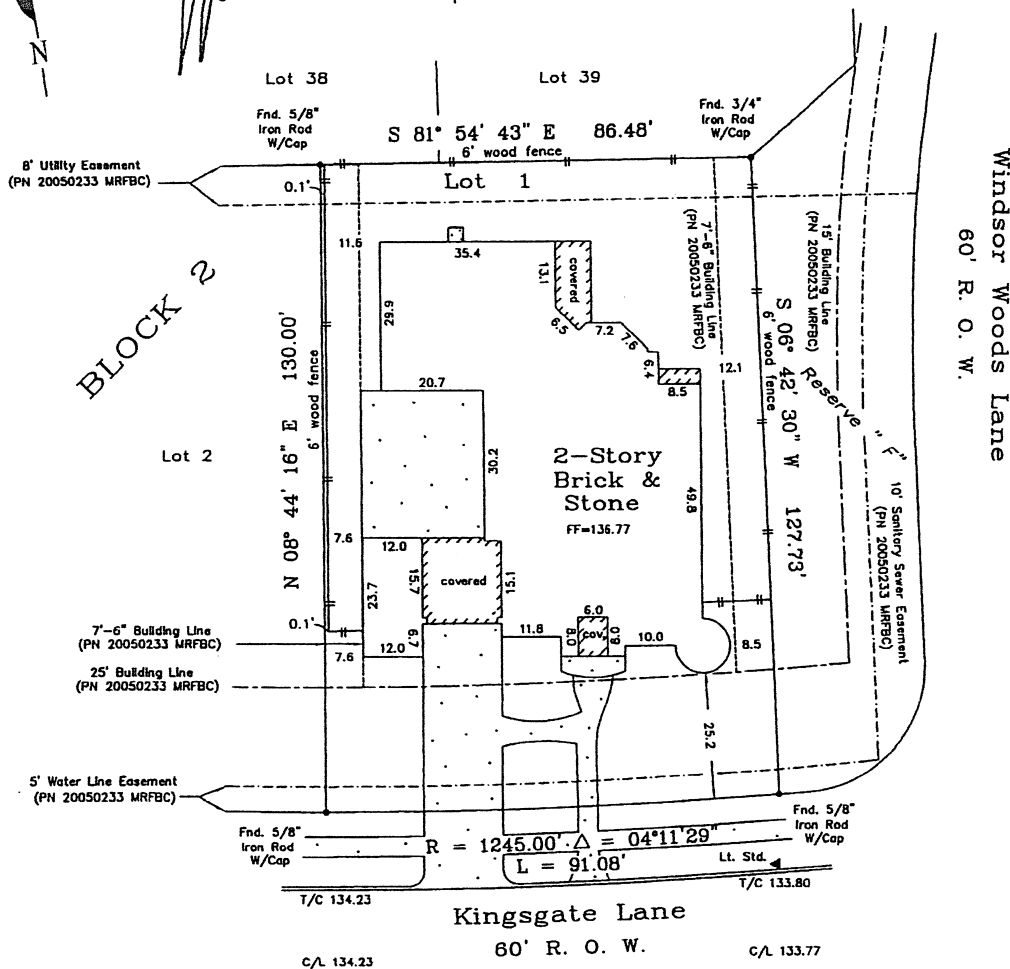 N
Lot 38
Lot 39
Fnd. 5/8"
Iron Rod
W/Cap
S 81° 54' 43" E 86.48'
6' wood fence
Fnd. 3/4"
Iron Rod
W/Cap
8' Utility Easement
(PN 20050233 MRFBC)
0.1'
Lot 1
11.6
35.4
13.1
covered
7'-6" Building Line
(PN 20050233 MRFBC)
15' Building Line
(PN 20050233 MRFBC)
Windsor Woods Lane
60' R. O. W.
BLOCK 2
29.9
6.5
7.2
7.6
6.4
8.5
12.1
N 08° 44' 16" E 130.00'
6' wood fence
20.7
S 06° 42' 30" W 127.73'
6' wood fence
Reserve "F"
Lot 2
30.2
2-Story
Brick &
Stone
FF=136.77
49.8
10' Sanitary Sewer Easement
(PN 20050233 MRFBC)
7.6
12.0
23.7
15.7
covered
15.1
0.1'
7'-6" Building Line
(PN 20050233 MRFBC)
7.6
12.0
6.7
11.8
6.0
8.0
cov.
6.0
10.0
8.5
25' Building Line
(PN 20050233 MRFBC)
25.2
5' Water Line Easement
(PN 20050233 MRFBC)
Fnd. 5/8"
Iron Rod
W/Cap
R = 1245.00' Δ = 04°11'29"
L = 91.08'
Fnd. 5/8"
Iron Rod
W/Cap
Lt. Std.
T/C 134.23
T/C 133.80
Kingsgate Lane
60' R. O. W.
C/L 134.23
C/L 133.77